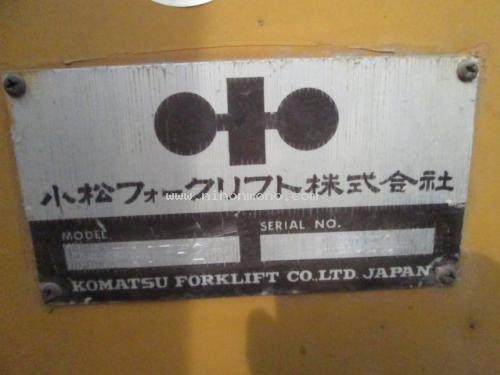 小松フォークリフト株式会社
www.nihonmono.com
MODEL SERIAL NO.
KOMATSU FORKLIFT CO.,LTD. JAPAN